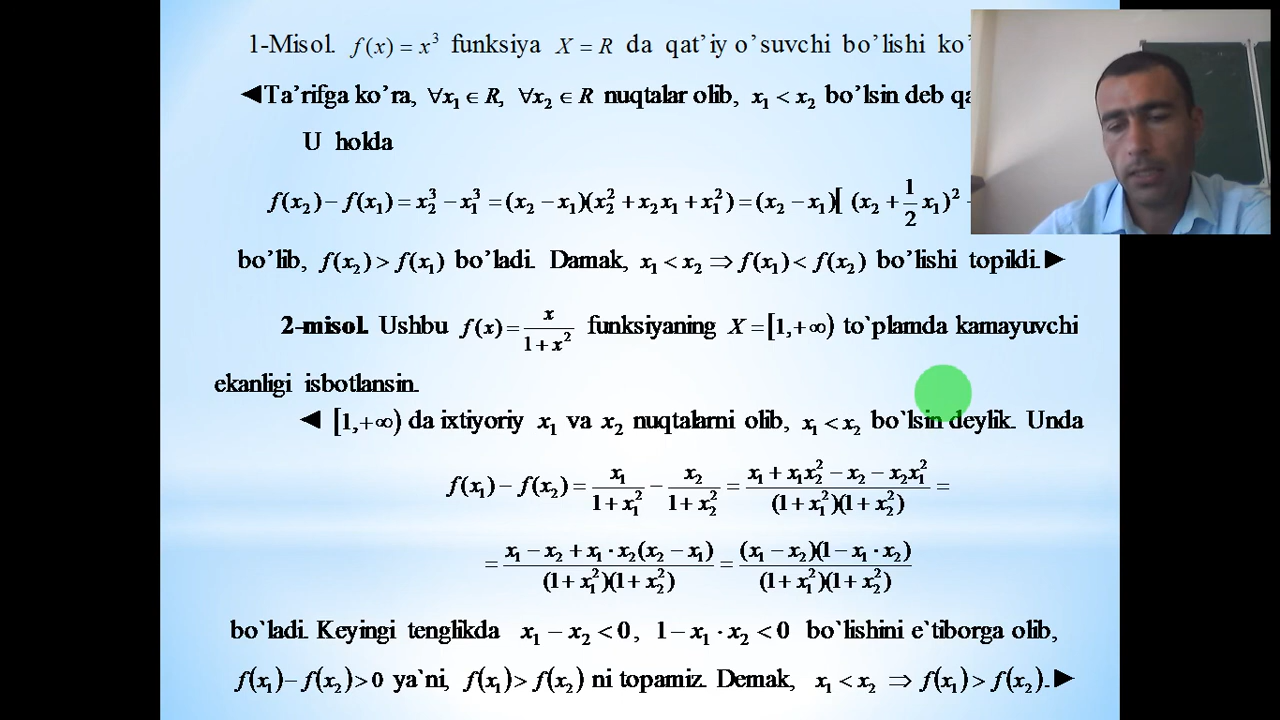 1-Misol. f(x) = x³ funksiya X = R da qat’iy o’suvchi bo’lishi
◄Ta’rifga ko’ra, ∀x₁ ∈ R, ∀x₂ ∈ R nuqtalar olib, x₁ < x₂ bo’lsin deb
U holda
f(x₂) − f(x₁) = x₂³ − x₁³ = (x₂ − x₁)(x₂² + x₂x₁ + x₁²) = (x₂ − x₁)[ (x₂ + 1/2 x₁)²
bo’lib, f(x₂) > f(x₁) bo’ladi. Damak, x₁ < x₂ ⇒ f(x₁) < f(x₂) bo’lishi topildi.►
2-misol. Ushbu f(x) = x/(1 + x²) funksiyaning X = [1,+∞) to`plamda kamayuvchi
ekanligi isbotlansin.
◄ [1,+∞) da ixtiyoriy x₁ va x₂ nuqtalarni olib, x₁ < x₂ bo`lsin deylik. Unda
f(x₁) − f(x₂) = x₁/(1 + x₁²) − x₂/(1 + x₂²) = (x₁ + x₁x₂² − x₂ − x₂x₁²)/((1 + x₁²)(1 + x₂²)) =
= (x₁ − x₂ + x₁·x₂(x₂ − x₁))/((1 + x₁²)(1 + x₂²)) = ((x₁ − x₂)(1 − x₁·x₂))/((1 + x₁²)(1 + x₂²))
bo`ladi. Keyingi tenglikda x₁ − x₂ < 0, 1 − x₁·x₂ < 0 bo`lishini e`tiborga olib,
f(x₁) − f(x₂) > 0 ya`ni, f(x₁) > f(x₂) ni topamiz. Demak, x₁ < x₂ ⇒ f(x₁) > f(x₂).►